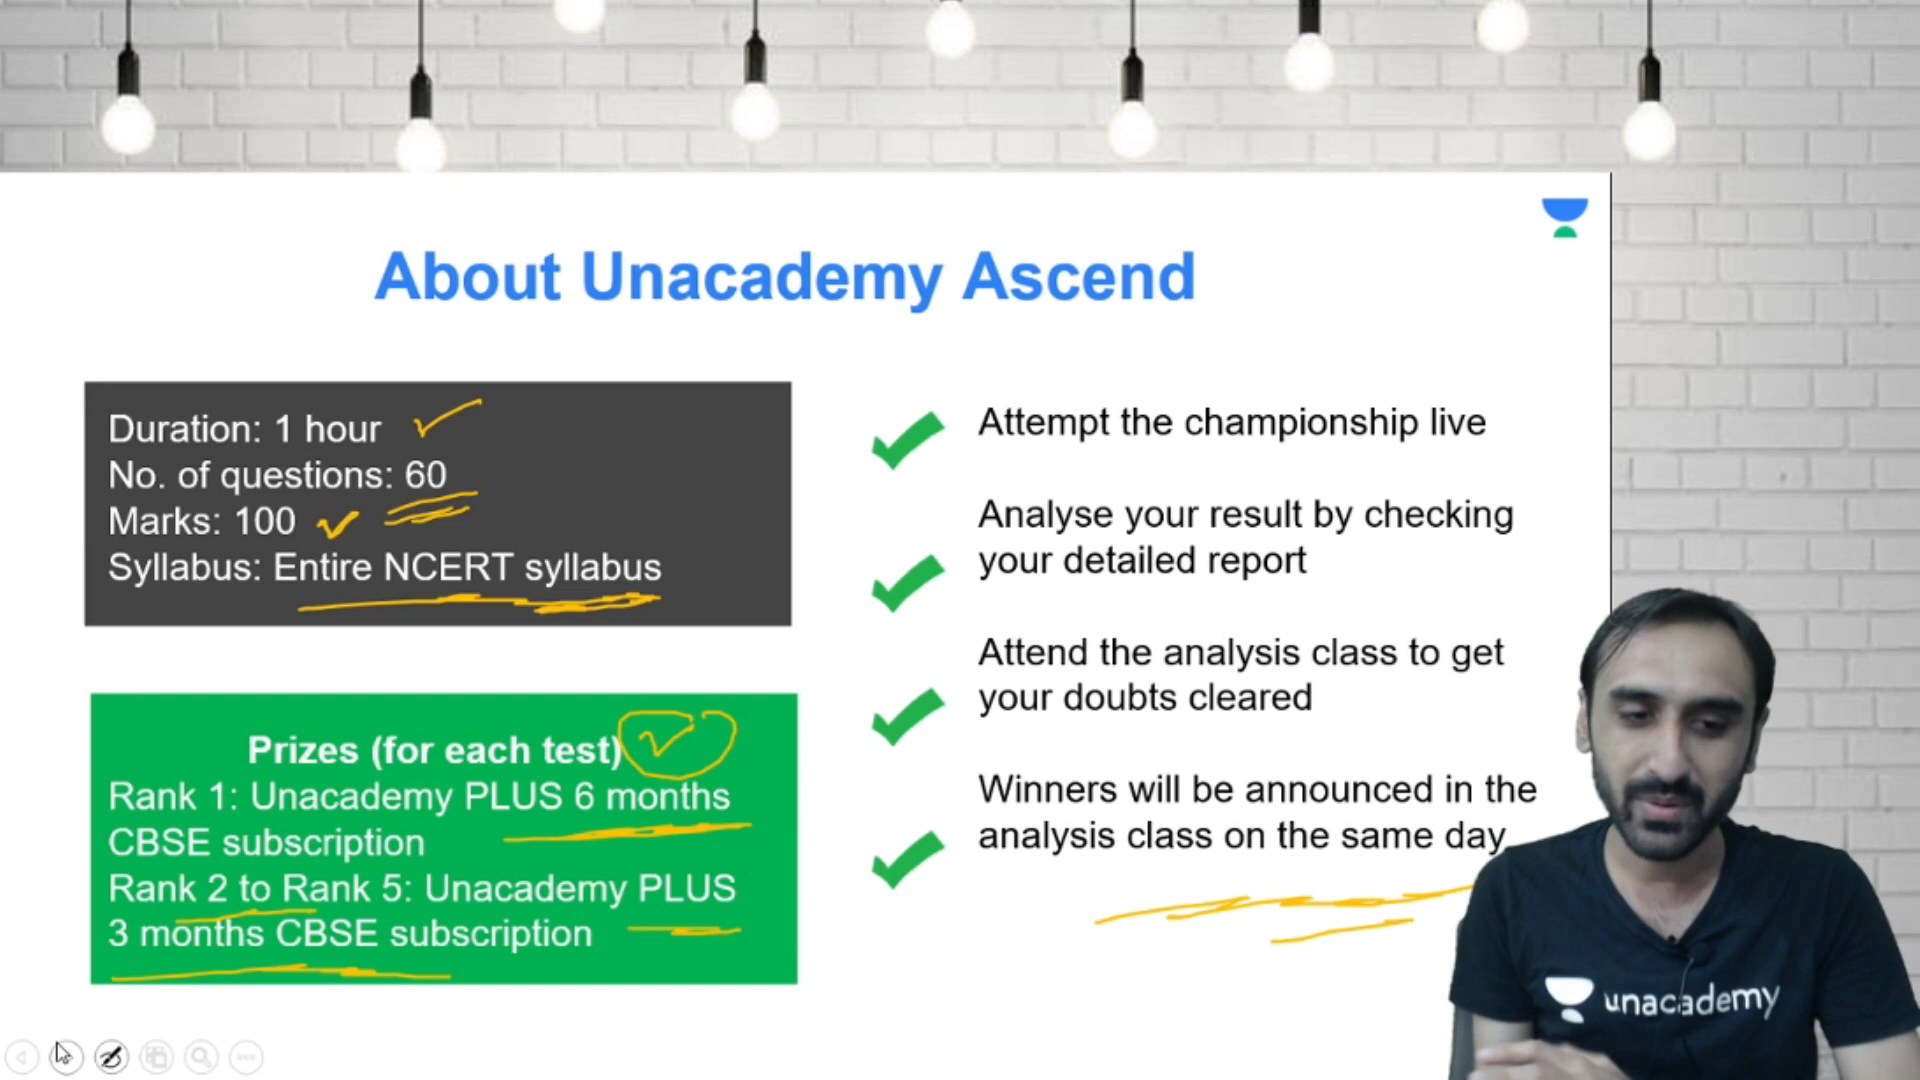 About Unacademy Ascend
Duration: 1 hour
No. of questions: 60
Marks: 100
Syllabus: Entire NCERT syllabus
Prizes (for each test)
Rank 1: Unacademy PLUS 6 months
CBSE subscription
Rank 2 to Rank 5: Unacademy PLUS
3 months CBSE subscription
Attempt the championship live
Analyse your result by checking
your detailed report
Attend the analysis class to get
your doubts cleared
Winners will be announced in the
analysis class on the same day
unacademy